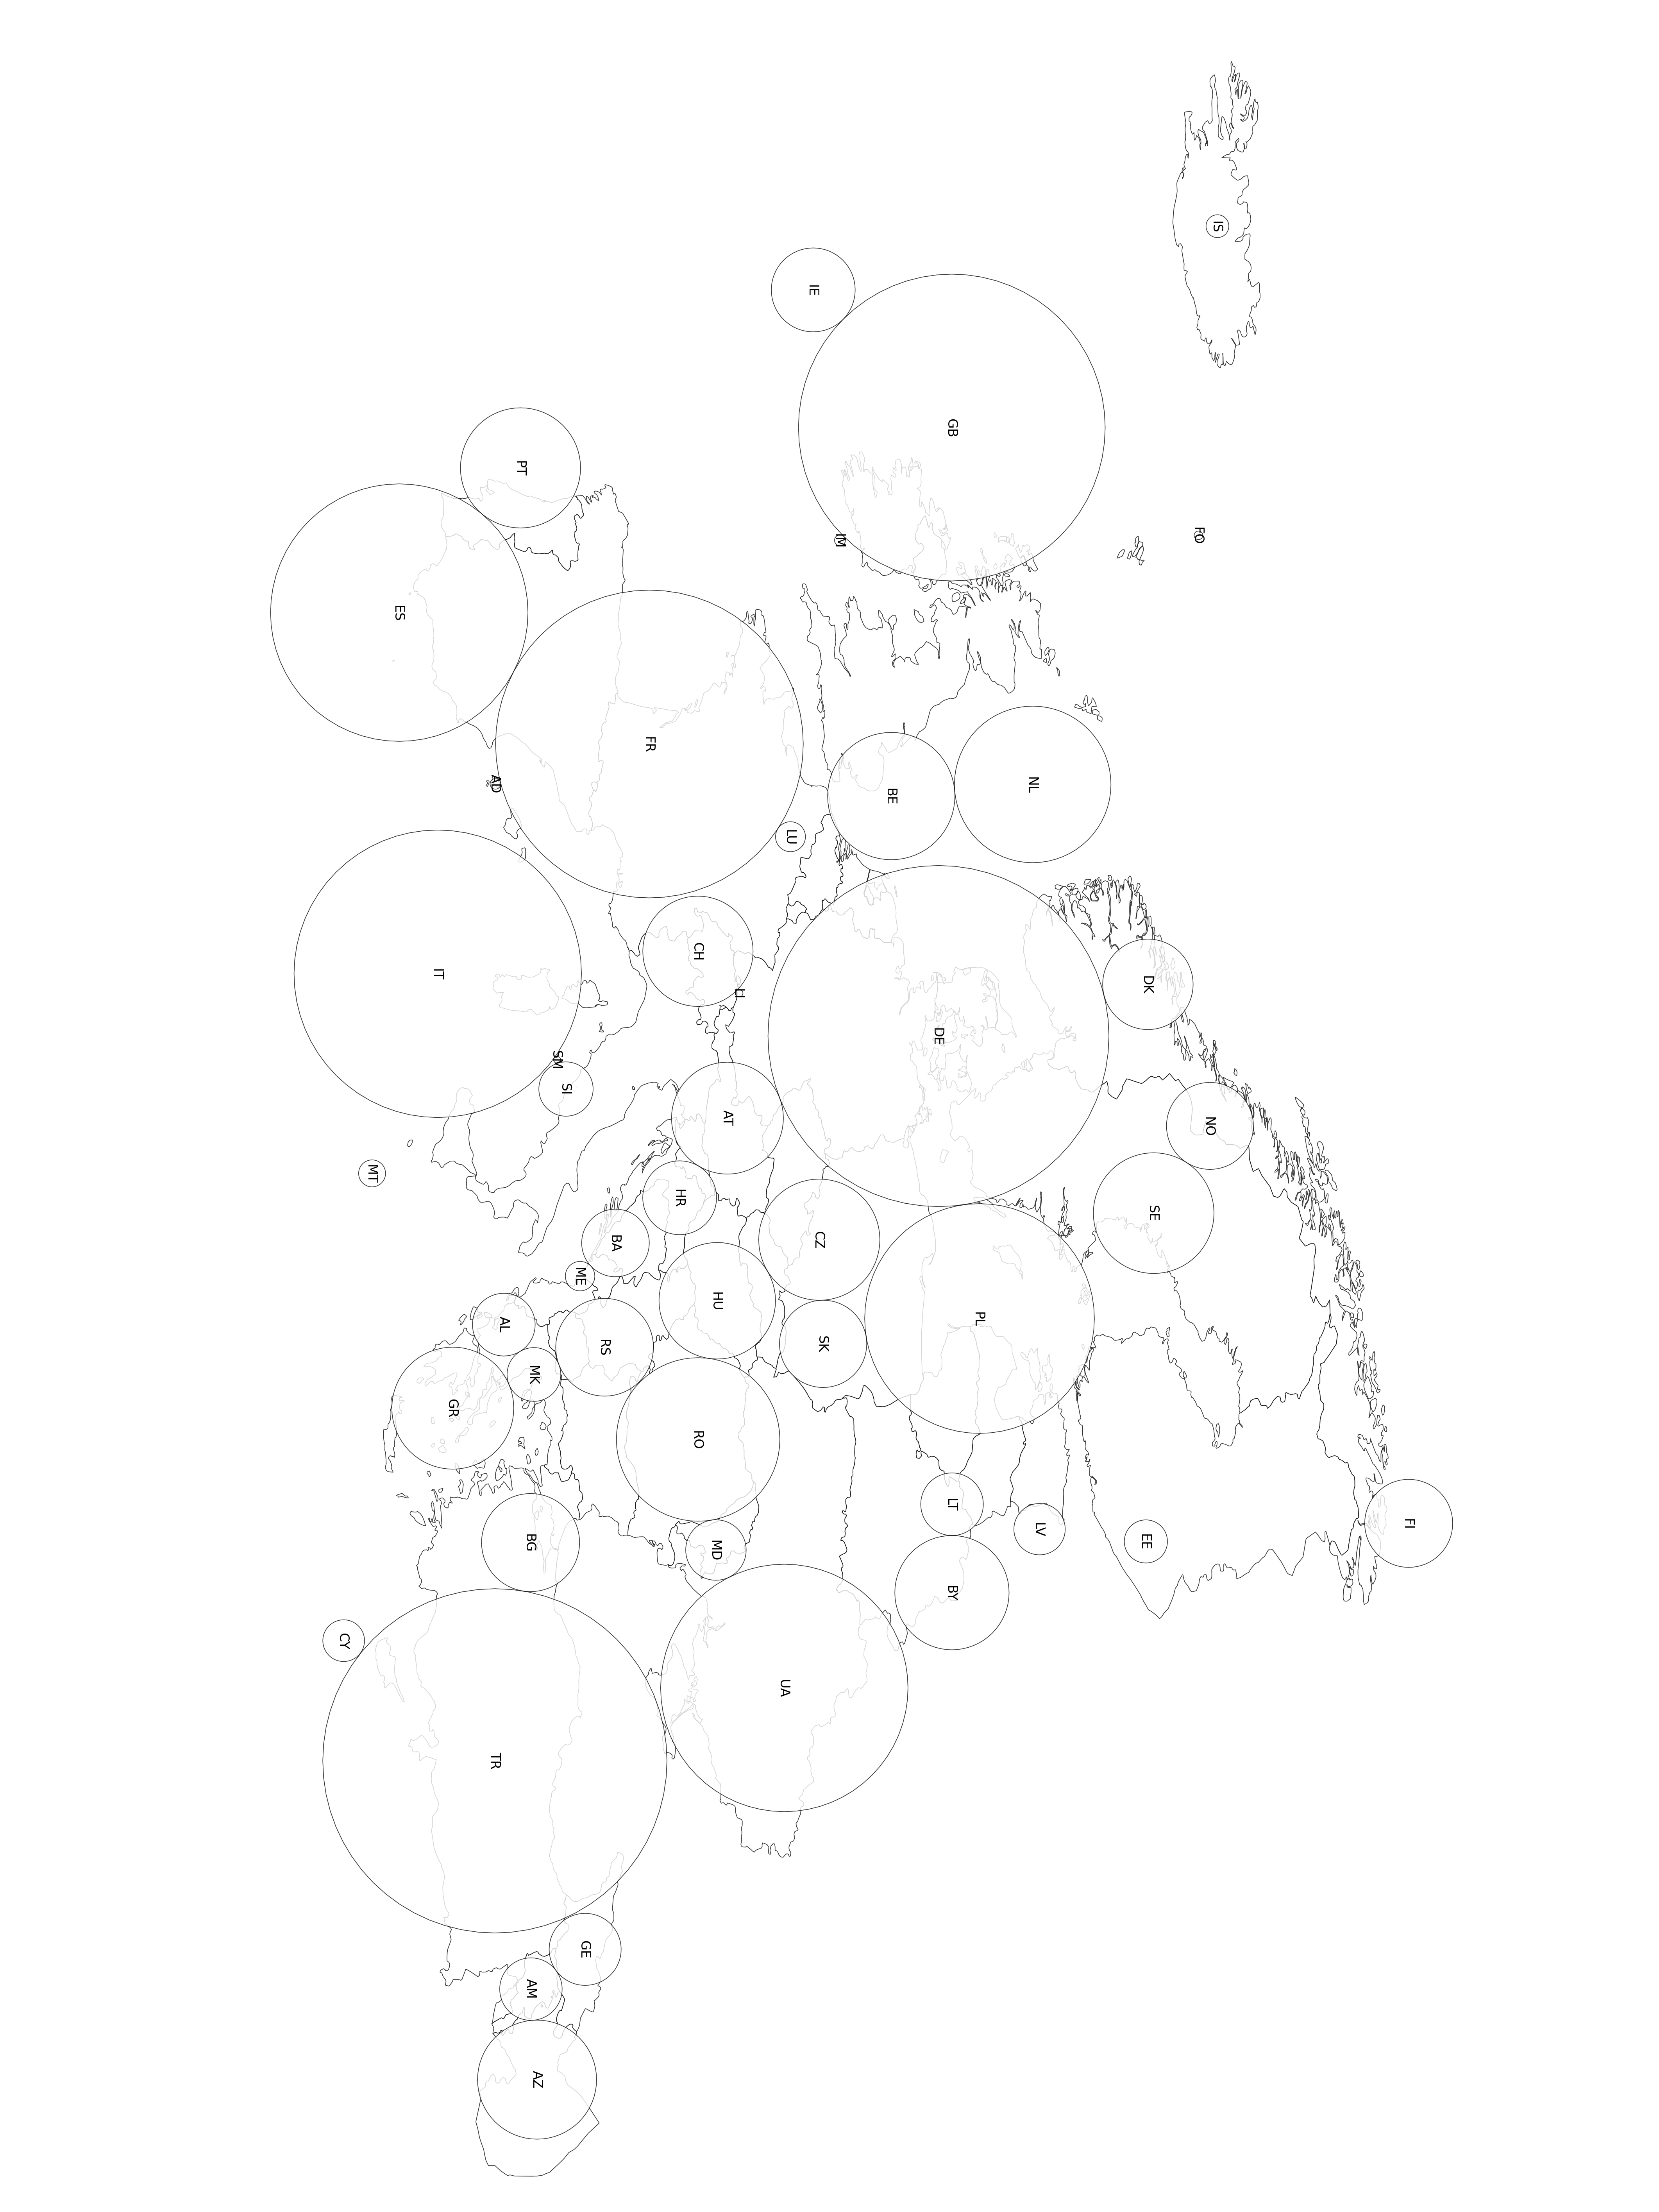 IS
IE
GB
PT
FO
IM
ES
FR
AD
NL
BE
LU
CH
IT
DK
LI
DE
SM
SI
AT
NO
MT
HR
SE
CZ
BA
ME
HU
PL
AL
SK
RS
MK
GR
RO
LT
FI
LV
EE
BG
MD
BY
CY
UA
TR
GE
AM
AZ